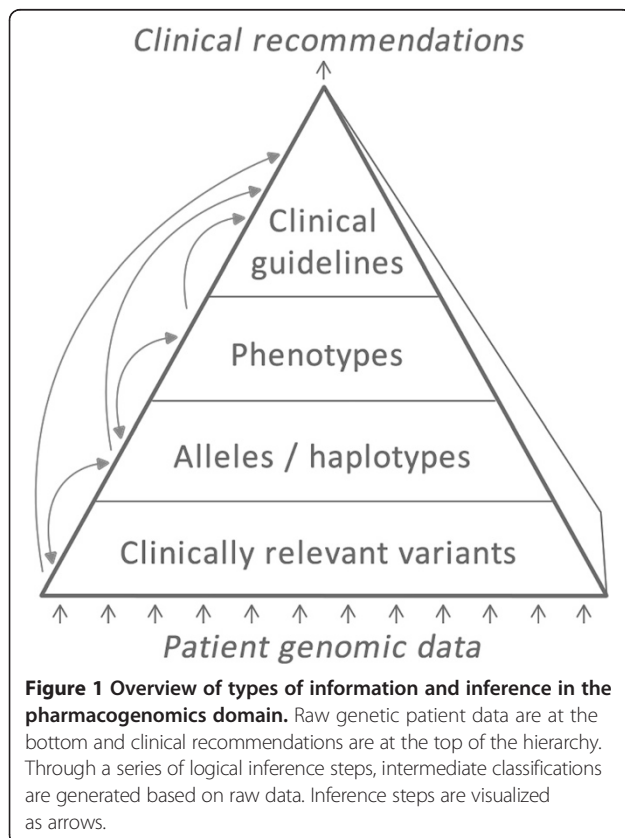 Clinical recommendations
Clinical
guidelines
Phenotypes
Alleles / haplotypes
Clinically relevant variants
Patient genomic data
Figure 1 Overview of types of information and inference in the
pharmacogenomics domain. Raw genetic patient data are at the
bottom and clinical recommendations are at the top of the hierarchy.
Through a series of logical inference steps, intermediate classifications
are generated based on raw data. Inference steps are visualized
as arrows.